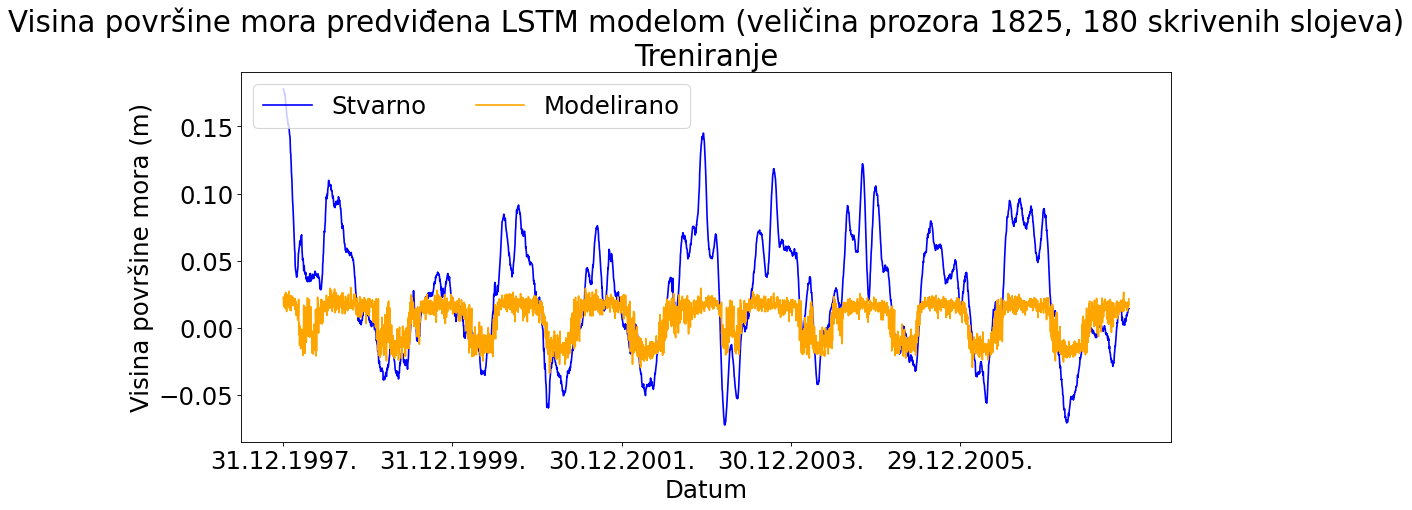 Visina površine mora predviđena LSTM modelom (veličina prozora 1825, 180 skrivenih slojeva)
Treniranje
Stvarno
Modelirano
Visina površine mora (m)
0.15
0.10
0.05
0.00
−0.05
31.12.1997.
31.12.1999.
30.12.2001.
30.12.2003.
29.12.2005.
Datum